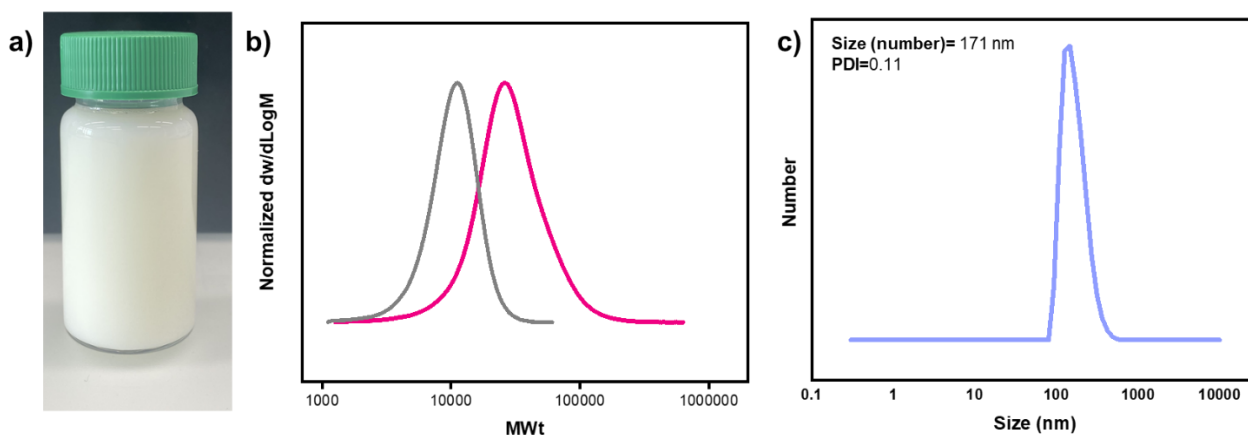 a)
b)
Normalized dw/dLogM
1000
10000
100000
1000000
MWt
c)
Size (number)= 171 nm
PDI=0.11
Number
0.1
1
10
100
1000
10000
Size (nm)